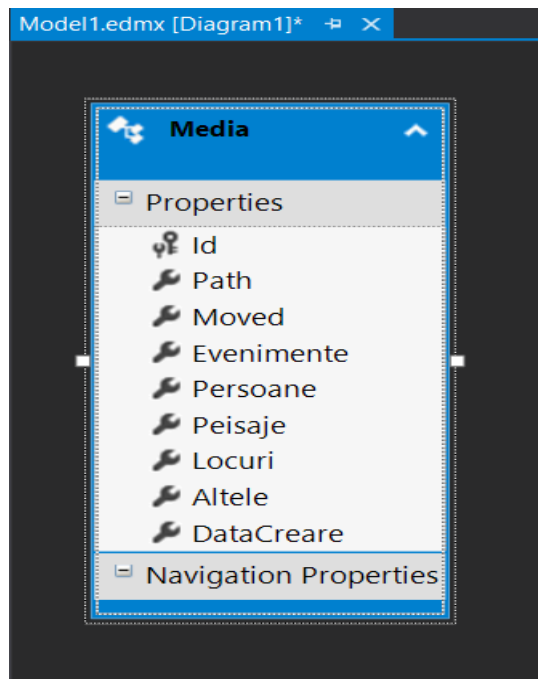 Model1.edmx [Diagram1]*
Media
Properties
Id
Path
Moved
Evenimente
Persoane
Peisaje
Locuri
Altele
DataCreare
Navigation Properties